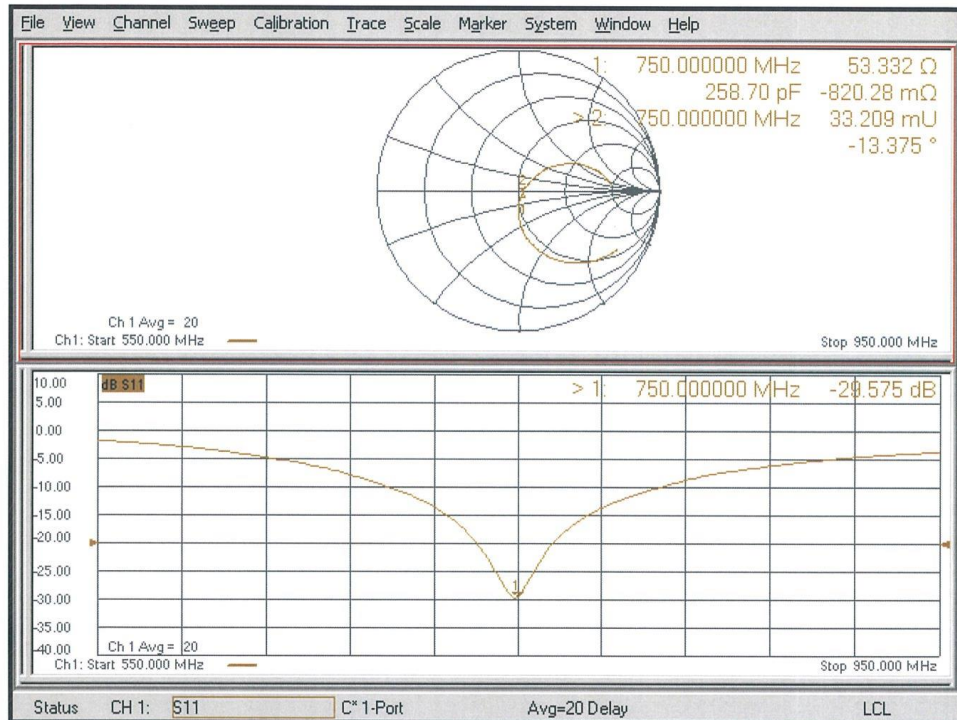 File View Channel Sweep Calibration Trace Scale Marker System Window Help
1: 750.000000 MHz 53.332 Ω
258.70 pF -820.28 mΩ
> 2: 750.000000 MHz 33.209 mU
-13.375 °
Ch 1 Avg = 20
Ch1: Start 550.000 MHz Stop 950.000 MHz
10.00 dB S11 > 1: 750.000000 MHz -29.575 dB
5.00
0.00
-5.00
-10.00
-15.00
-20.00
-25.00
1
-30.00
-35.00
-40.00 Ch 1 Avg = 20
Ch1: Start 550.000 MHz Stop 950.000 MHz
Status CH 1: S11 C* 1-Port Avg=20 Delay LCL